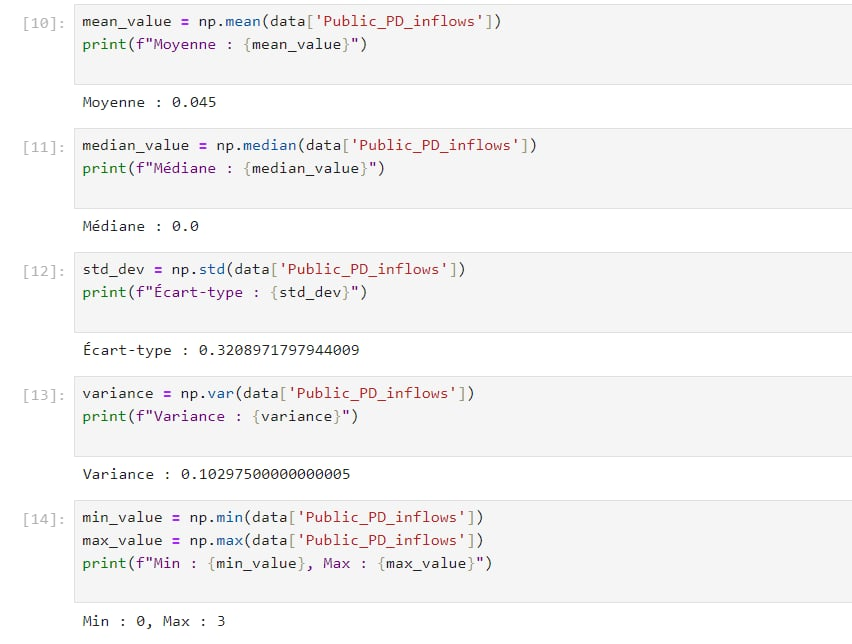 [10]: mean_value = np.mean(data['Public_PD_inflows'])
print(f"Moyenne : {mean_value}")
Moyenne : 0.045
[11]: median_value = np.median(data['Public_PD_inflows'])
print(f"Médiane : {median_value}")
Médiane : 0.0
[12]: std_dev = np.std(data['Public_PD_inflows'])
print(f"Écart-type : {std_dev}")
Écart-type : 0.3208971797944009
[13]: variance = np.var(data['Public_PD_inflows'])
print(f"Variance : {variance}")
Variance : 0.10297500000000005
[14]: min_value = np.min(data['Public_PD_inflows'])
max_value = np.max(data['Public_PD_inflows'])
print(f"Min : {min_value}, Max : {max_value}")
Min : 0, Max : 3